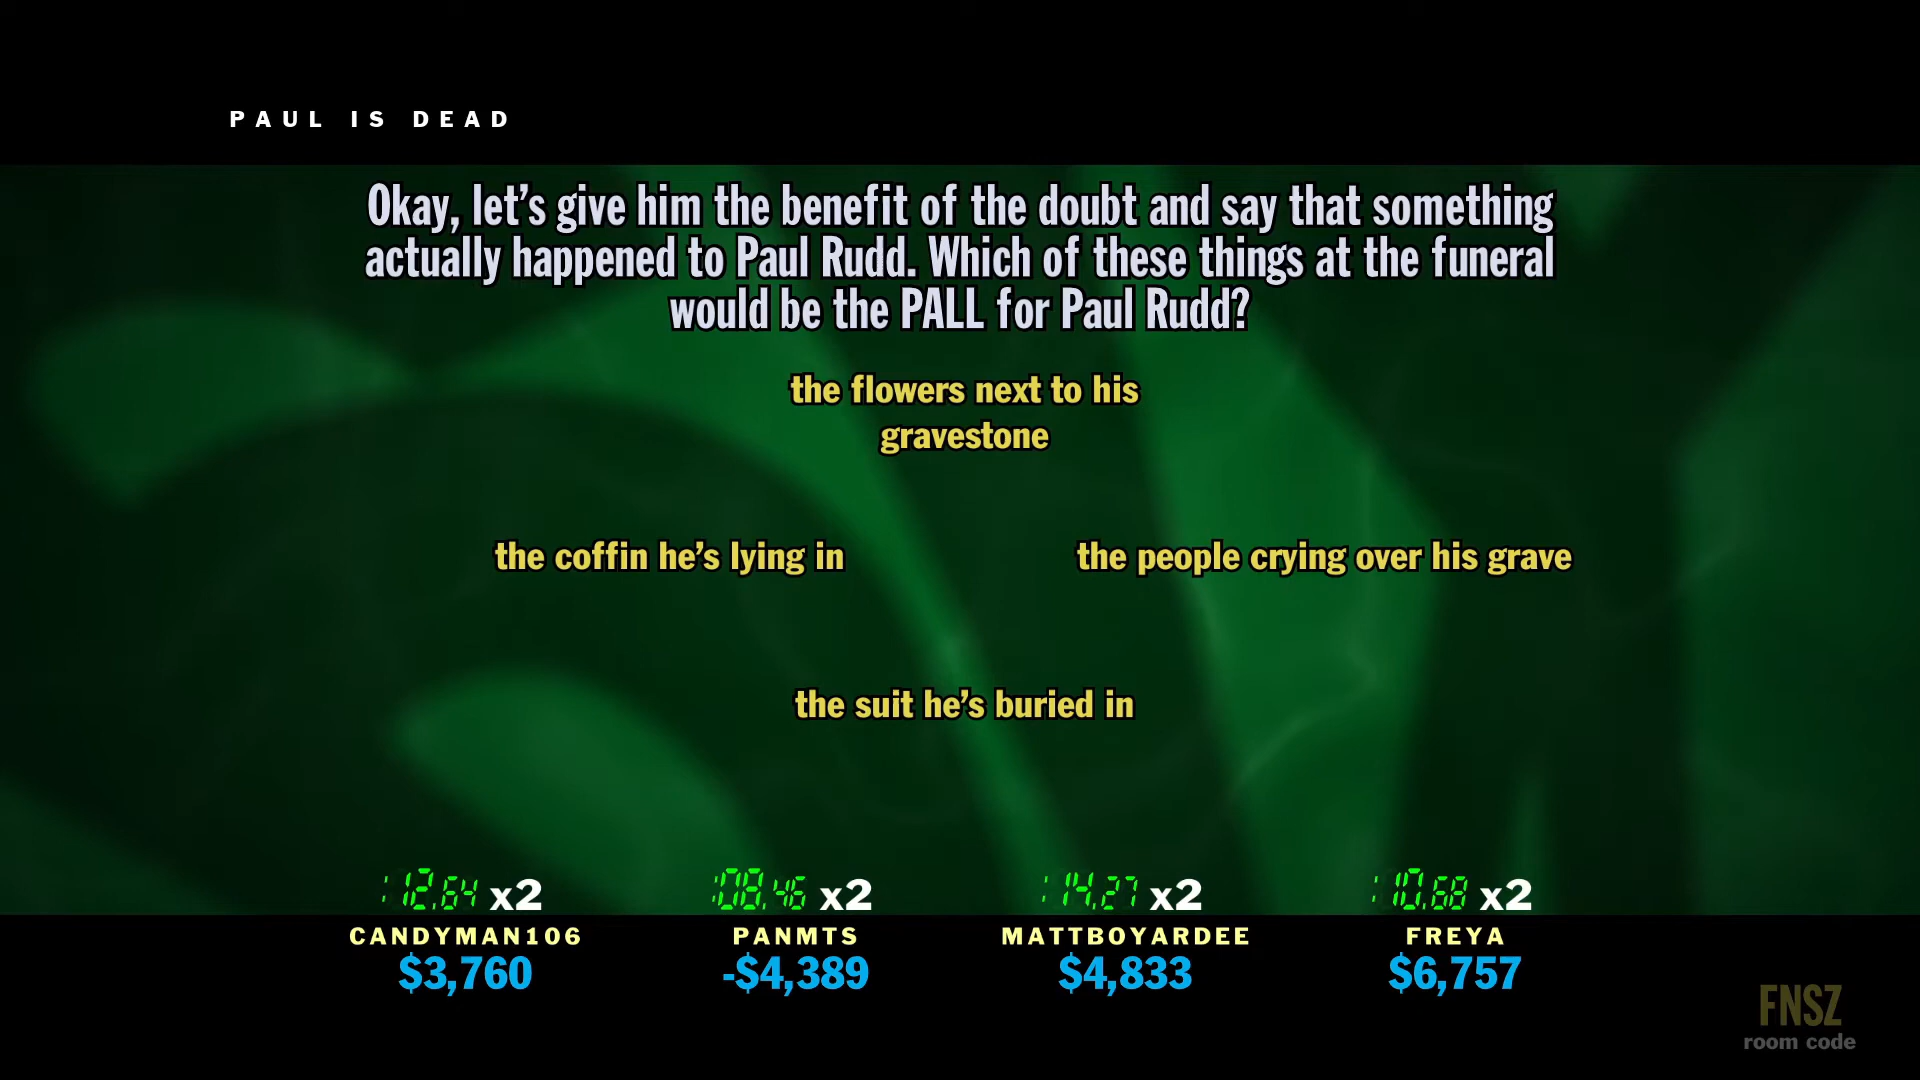 PAUL IS DEAD
Okay, let's give him the benefit of the doubt and say that something
actually happened to Paul Rudd. Which of these things at the funeral
would be the PALL for Paul Rudd?
the flowers next to his
gravestone
the coffin he's lying in
the people crying over his grave
the suit he's buried in
:12.64 x2
:08.46 x2
:14.27 x2
:10.68 x2
CANDYMAN106
PANMTS
MATTBOYARDEE
FREYA
$3,760
-$4,389
$4,833
$6,757
FNSZ
room code